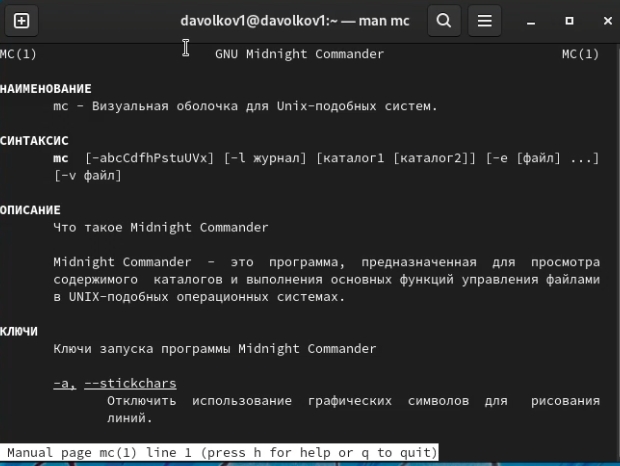 davolkov1@davolkov1:~ — man mc
MC(1) GNU Midnight Commander MC(1)
НАИМЕНОВАНИЕ
mc - Визуальная оболочка для Unix-подобных систем.
СИНТАКСИС
mc [-abcCdfhPstuUVx] [-l журнал] [каталог1 [каталог2]] [-e [файл] ...]
[-v файл]
ОПИСАНИЕ
Что такое Midnight Commander
Midnight Commander – это программа, предназначенная для просмотра
содержимого каталогов и выполнения основных функций управления файлами
в UNIX-подобных операционных системах.
КЛЮЧИ
Ключи запуска программы Midnight Commander
-a, --stickchars
Отключить использование графических символов для рисования
линий.
Manual page mc(1) line 1 (press h for help or q to quit)